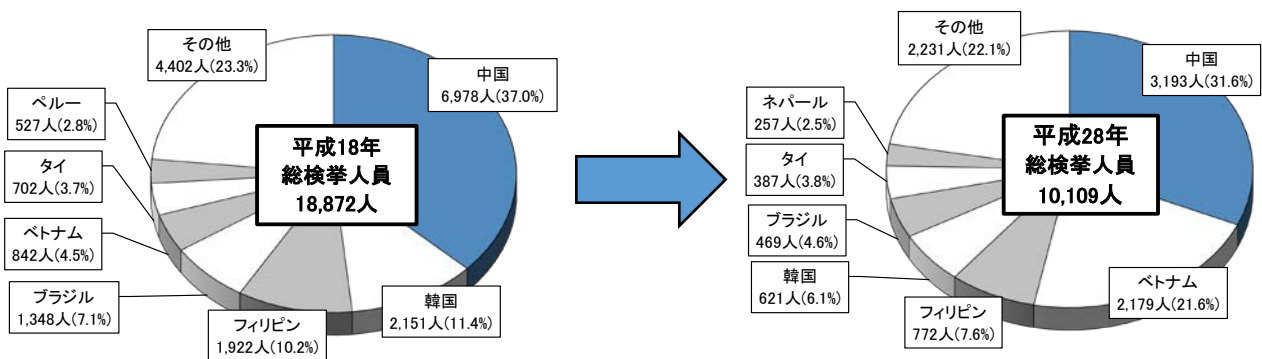 その他
4,402人(23.3%)
中国
6,978人(37.0%)
ペルー
527人(2.8%)
タイ
702人(3.7%)
ベトナム
842人(4.5%)
ブラジル
1,348人(7.1%)
フィリピン
1,922人(10.2%)
韓国
2,151人(11.4%)
平成18年
総検挙人員
18,872人
その他
2,231人(22.1%)
中国
3,193人(31.6%)
ネパール
257人(2.5%)
タイ
387人(3.8%)
ブラジル
469人(4.6%)
韓国
621人(6.1%)
フィリピン
772人(7.6%)
ベトナム
2,179人(21.6%)
平成28年
総検挙人員
10,109人